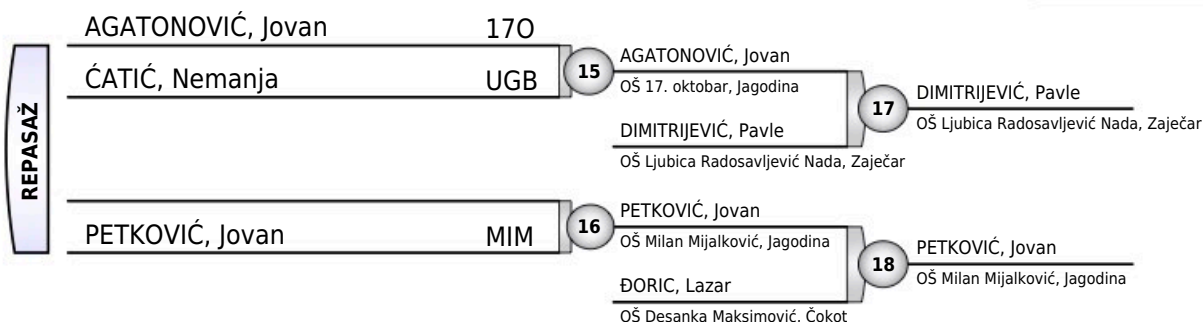 REPASAŽ
AGATONOVIĆ, Jovan 17O
ĆATIĆ, Nemanja UGB
15
AGATONOVIĆ, Jovan
OŠ 17. oktobar, Jagodina
DIMITRIJEVIĆ, Pavle
OŠ Ljubica Radosavljević Nada, Zaječar
17
DIMITRIJEVIĆ, Pavle
OŠ Ljubica Radosavljević Nada, Zaječar
PETKOVIĆ, Jovan MIM
16
PETKOVIĆ, Jovan
OŠ Milan Mijalković, Jagodina
ĐORIC, Lazar
OŠ Desanka Maksimović, Čokot
18
PETKOVIĆ, Jovan
OŠ Milan Mijalković, Jagodina